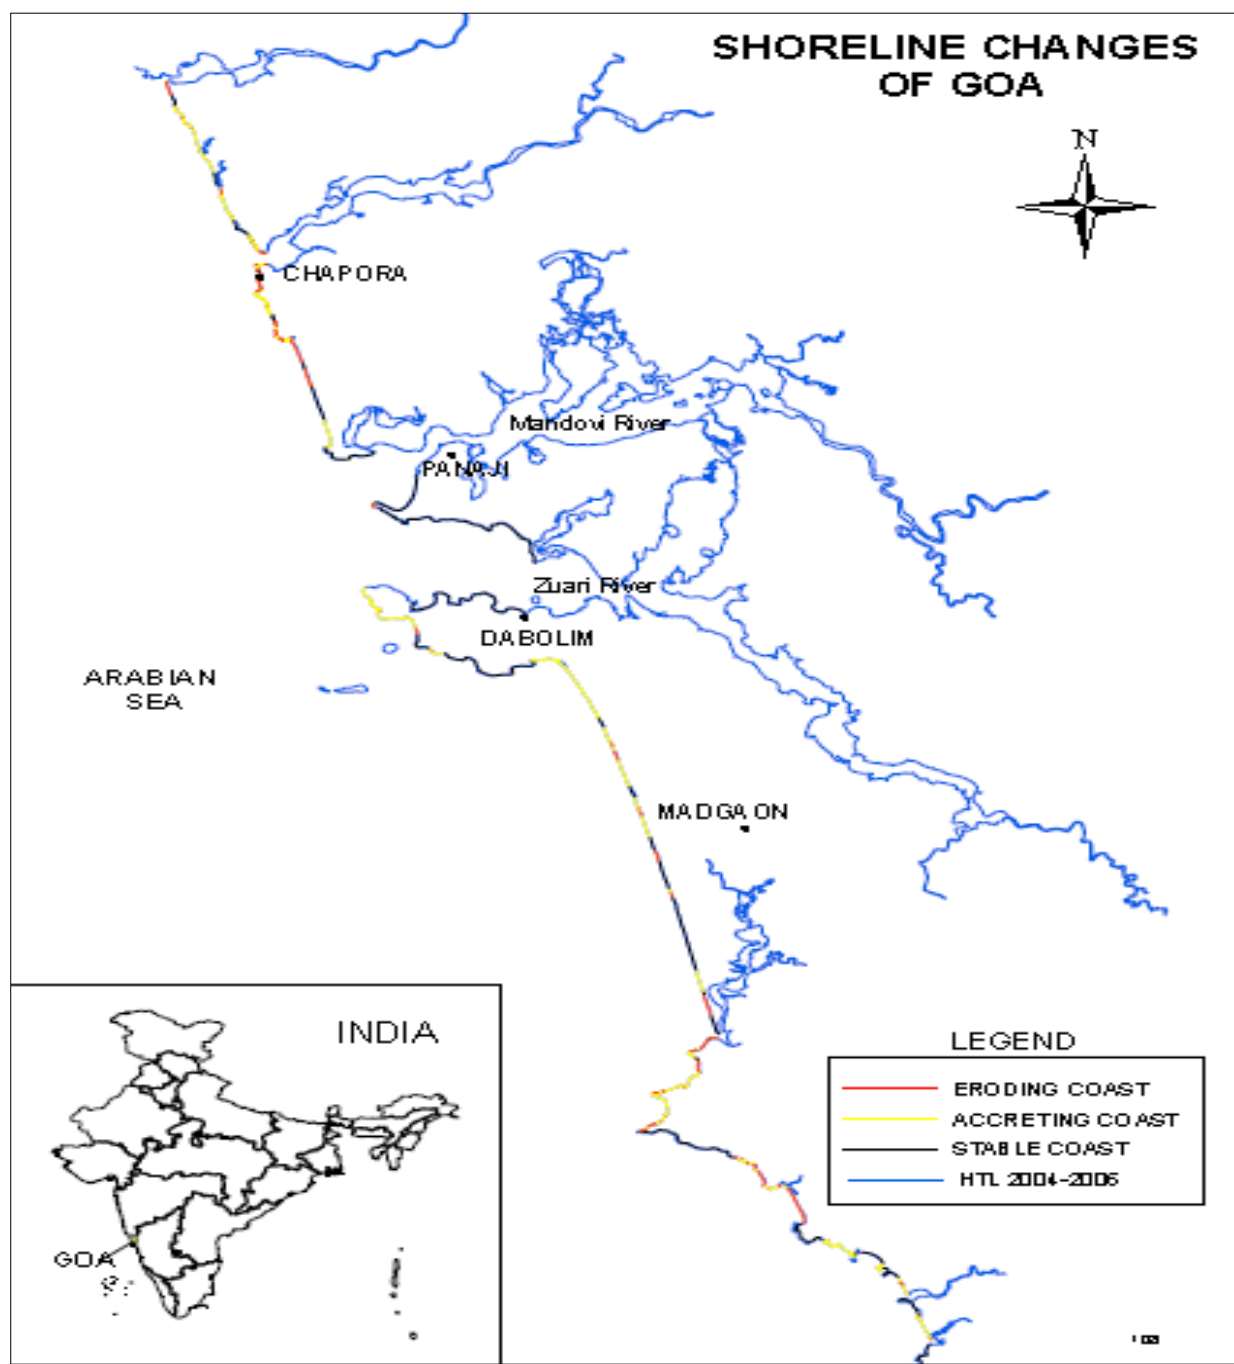 SHORELINE CHANGES
OF GOA
N
CHAPORA
Mandovi River
PANAJI
Zuari River
DABOLIM
ARABIAN
SEA
MADGAON
INDIA
GOA
LEGEND
ERODING COAST
ACCRETING COAST
STABLE COAST
HTL 2004-2006